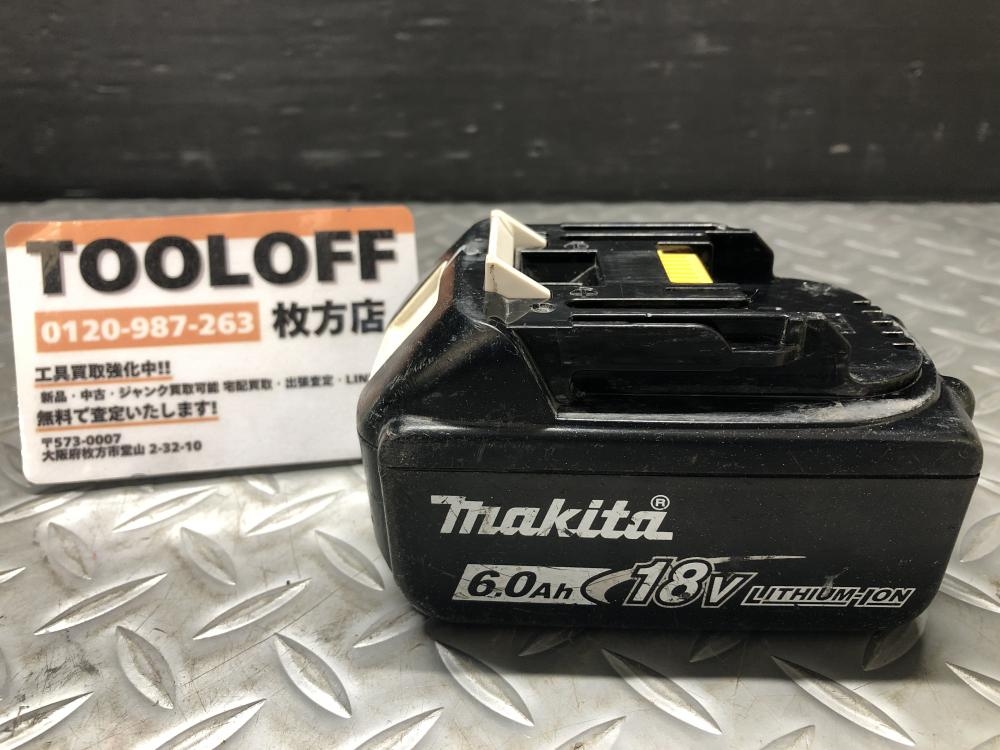 TOOLOFF
0120-987-263 枚方店
工具買取強化中!!
新品・中古・ジャンク買取可能 宅配買取・出張査定・LIN
無料で査定いたします!
〒573-0007
大阪府枚方市堂山 2-32-10
makita®
6.0Ah 18V LITHIUM-ION